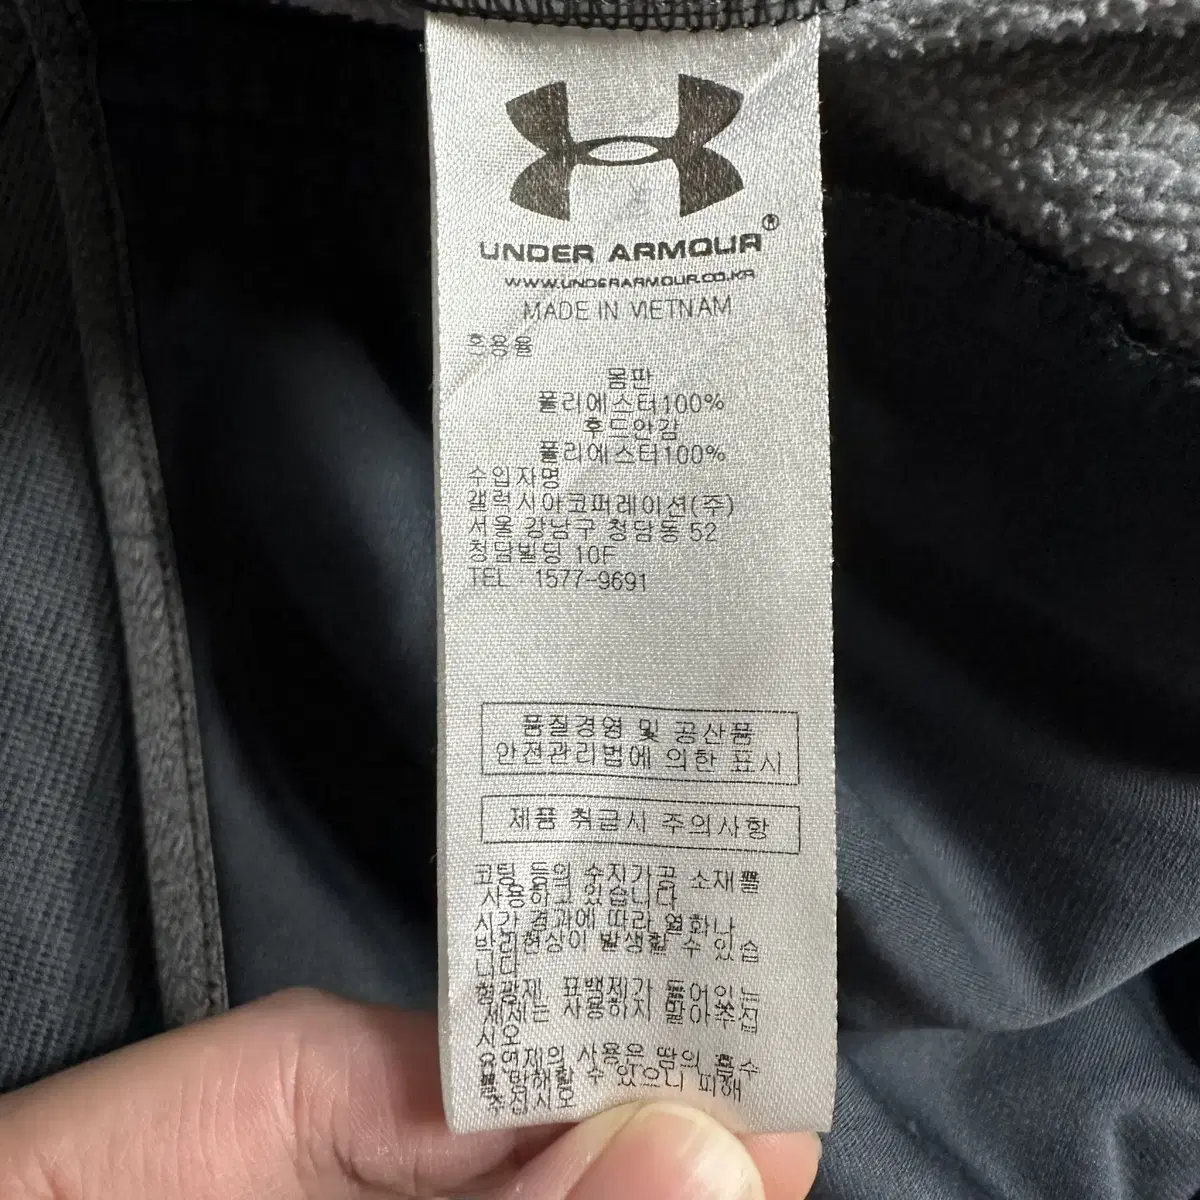 UNDER ARMOUR®
WWW.UNDERARMOUR.CO.KR
MADE IN VIETNAM
혼용율
몸판
폴리에스터100%
후드안감
폴리에스터100%
수입자명
갤럭시아코퍼레이션(주)
서울 강남구 청담동 52
청담빌딩 10F
TEL : 1577-9691
품질경영 및 공산품
안전관리법에 의한 표시
제품 취급시 주의사항
코팅 등의 수지가공 소재를
사용하고 있습니다
시간 경과에 따라 열화나
박리현상이 발생할 수 있습
니다
형광제 표백제가 들어있는
세제는 사용하지 말아주십
시오
유연제의 사용은 땀의 흡수
를 방해할 수 있으니 피해
주십시오